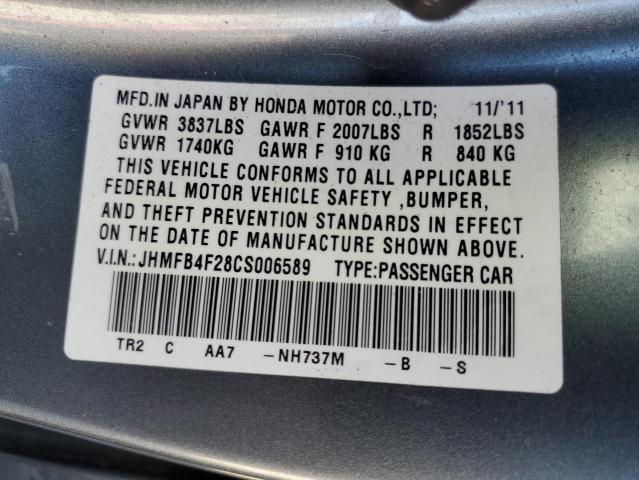 MFD.IN JAPAN BY HONDA MOTOR CO.,LTD; 11/'11
GVWR 3837LBS GAWR F 2007LBS R 1852LBS
GVWR 1740KG GAWR F 910 KG R 840 KG
THIS VEHICLE CONFORMS TO ALL APPLICABLE
FEDERAL MOTOR VEHICLE SAFETY ,BUMPER,
AND THEFT PREVENTION STANDARDS IN EFFECT
ON THE DATE OF MANUFACTURE SHOWN ABOVE.
V.I.N.: JHMFB4F28CS006589 TYPE:PASSENGER CAR
TR2 C AA7 -NH737M -B -S